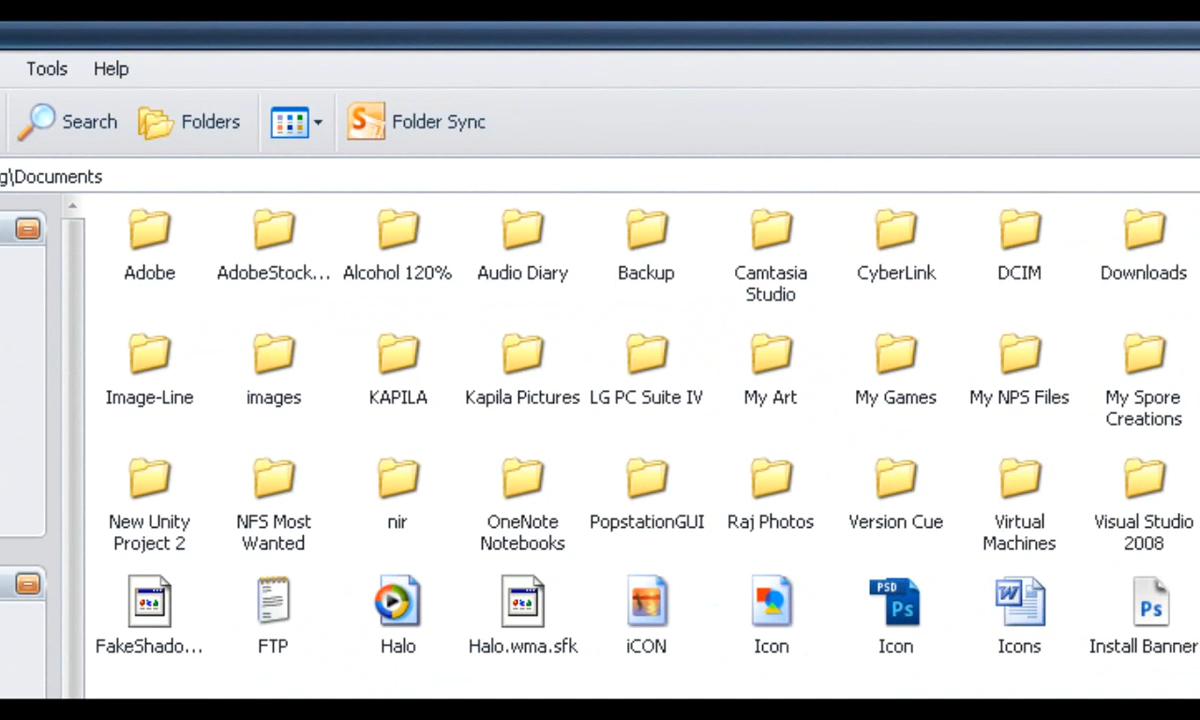 Tools Help
Search Folders Folder Sync
g\Documents
Adobe AdobeStock... Alcohol 120% Audio Diary Backup Camtasia Studio CyberLink DCIM Downloads
Image-Line images KAPILA Kapila Pictures LG PC Suite IV My Art My Games My NPS Files My Spore Creations
New Unity Project 2 NFS Most Wanted nir OneNote Notebooks PopstationGUI Raj Photos Version Cue Virtual Machines Visual Studio 2008
PSD Ps W Ps
FakeShado... FTP Halo Halo.wma.sfk iCON Icon Icon Icons Install Banner